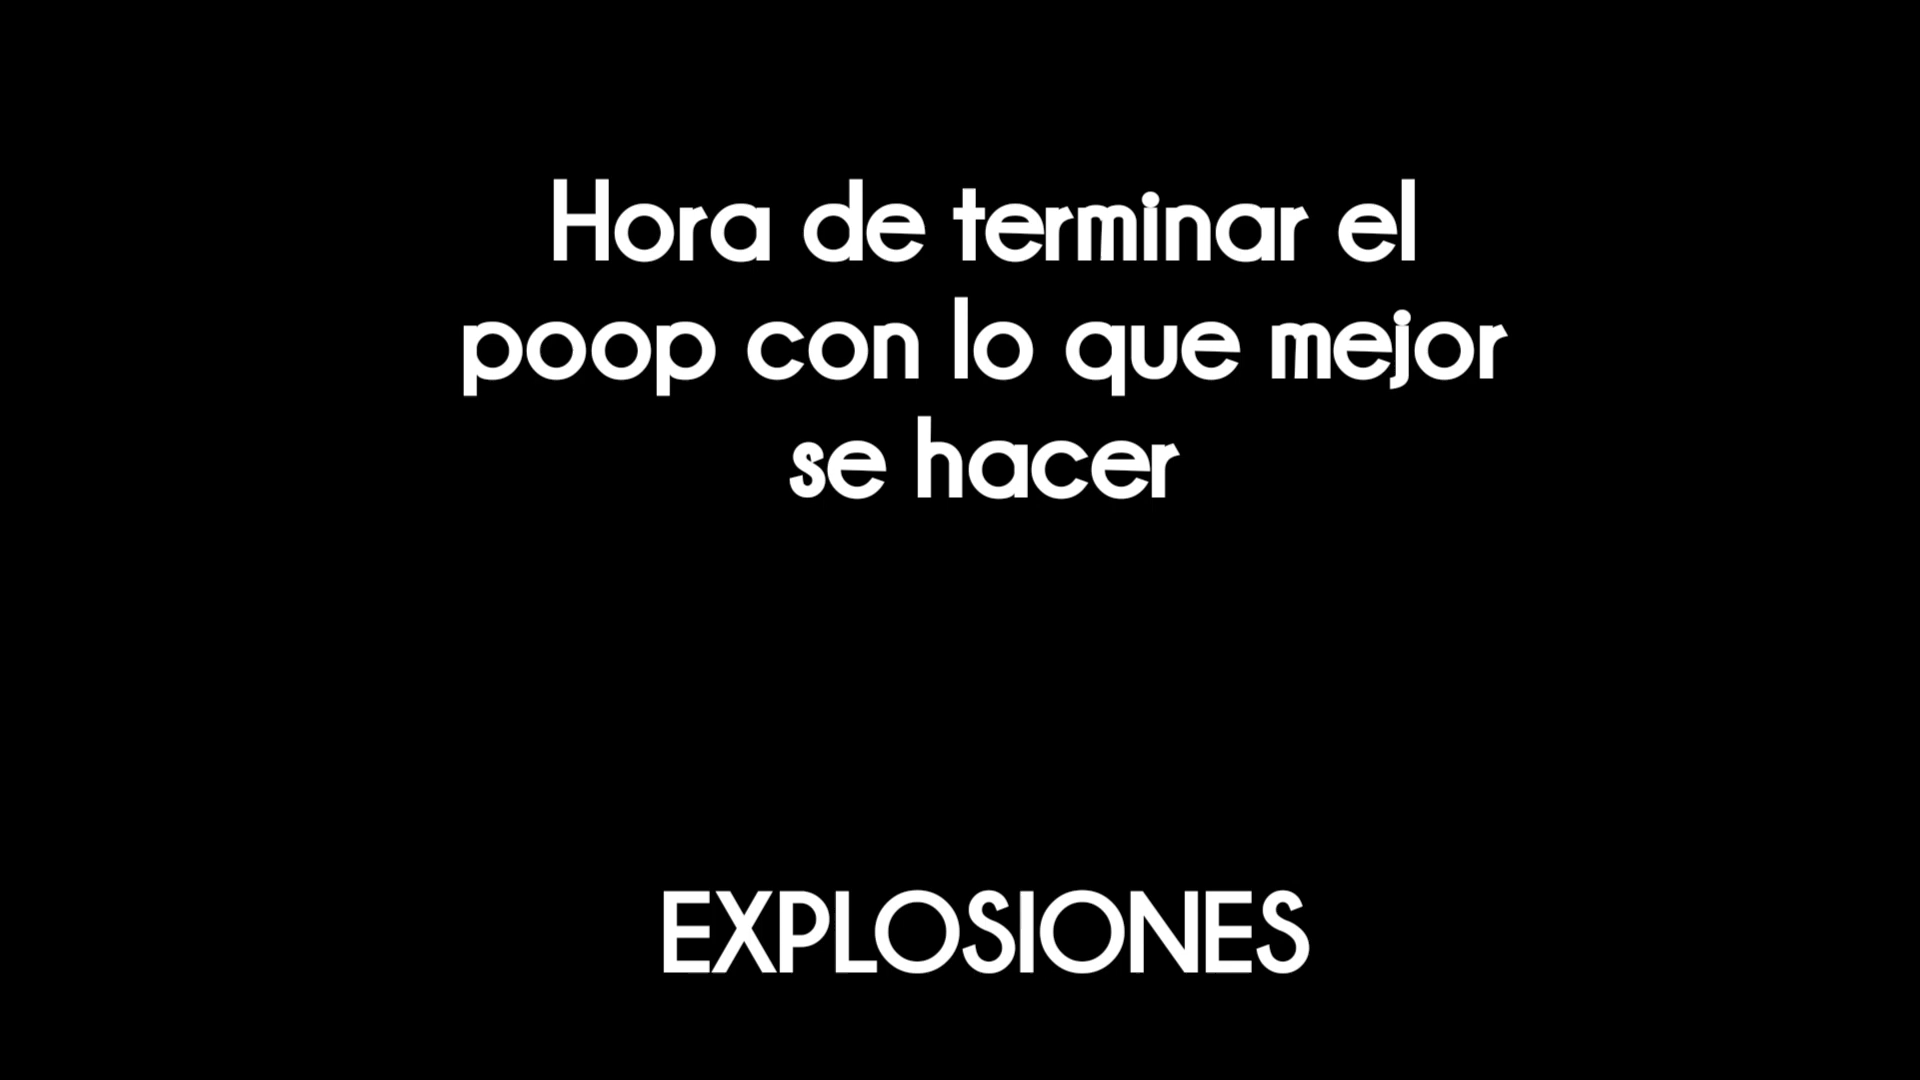 Hora de terminar el
poop con lo que mejor
se hacer
EXPLOSIONES